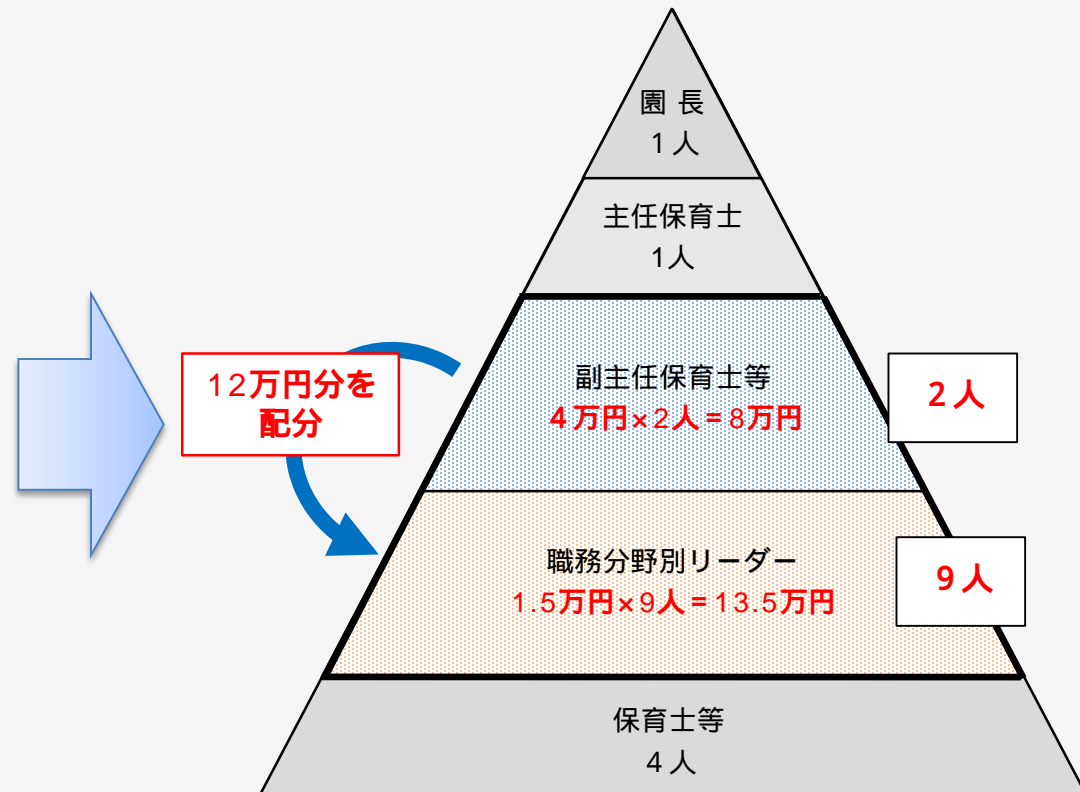 園 長
1人
主任保育士
1人
12万円分を
配分
副主任保育士等
4万円×2人=8万円
2人
職務分野別リーダー
1.5万円×9人=13.5万円
9人
保育士等
4人